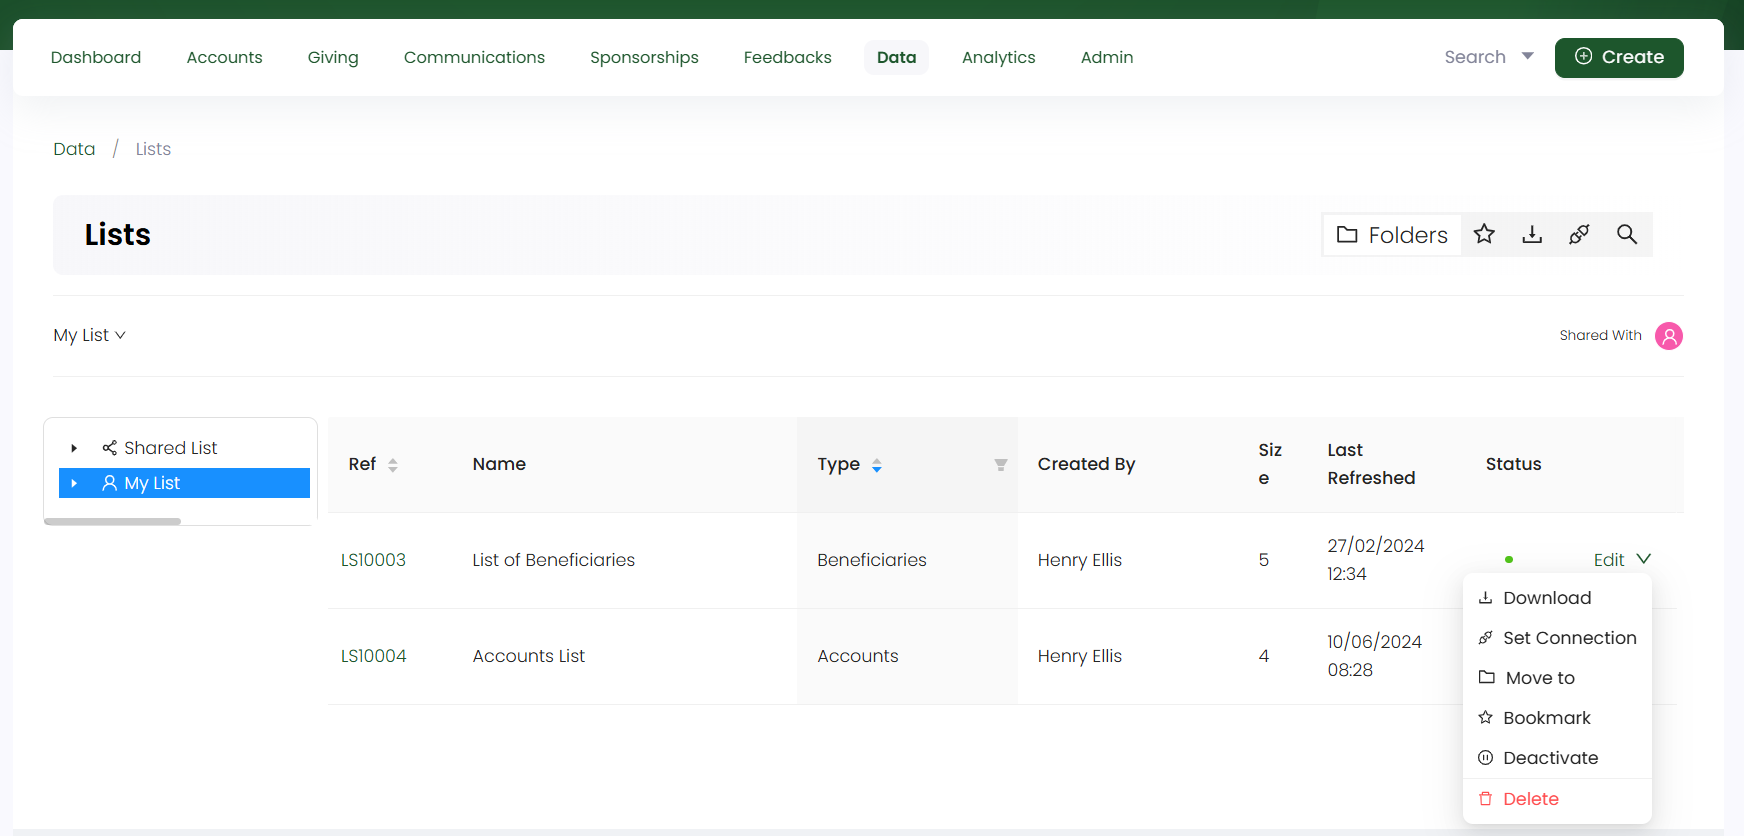 Dashboard Accounts Giving Communications Sponsorships Feedbacks Data Analytics Admin Search Create
Data / Lists
Lists
Folders
My List
Shared With
Shared List
My List
Ref Name Type Created By Siz
e Last
Refreshed Status
LS10003 List of Beneficiaries Beneficiaries Henry Ellis 5 27/02/2024
12:34 Edit
LS10004 Accounts List Accounts Henry Ellis 4 10/06/2024
08:28
Download
Set Connection
Move to
Bookmark
Deactivate
Delete